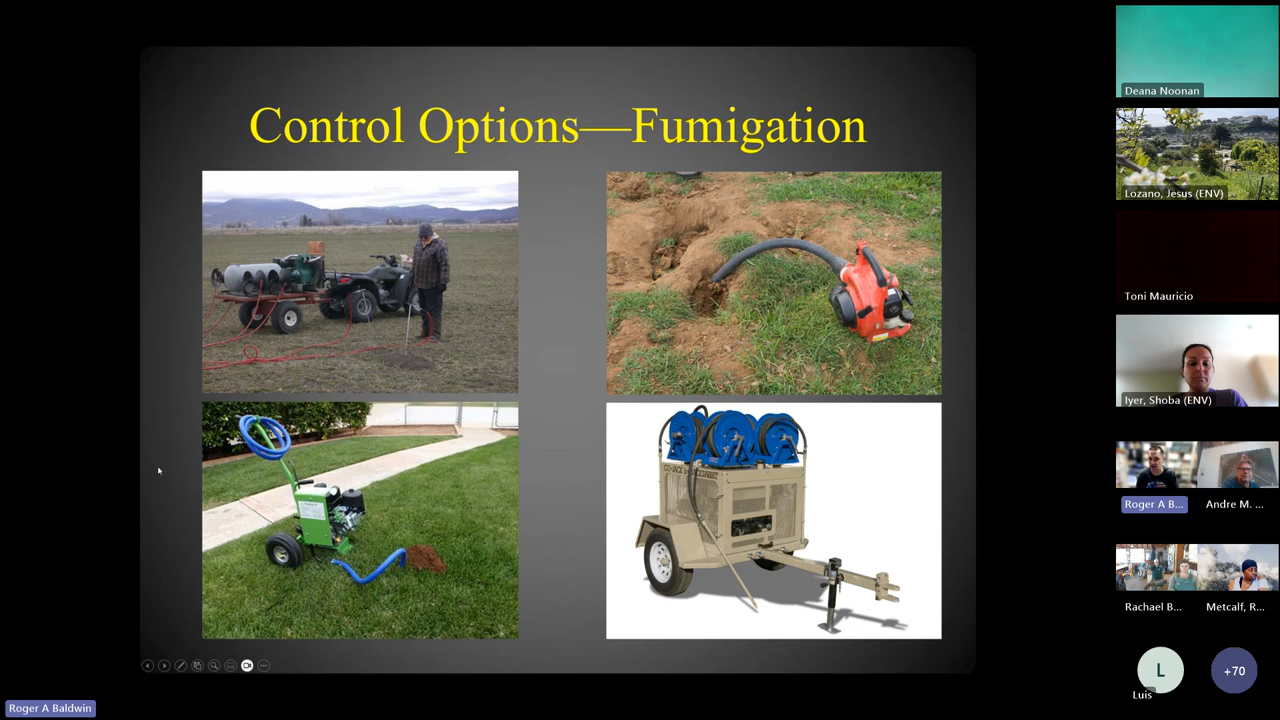 Control Options—Fumigation
Deana Noonan
Lozano, Jesus (ENV)
Toni Mauricio
Iyer, Shoba (ENV)
Roger A B...
Andre M. ...
Rachael B...
Metcalf, R...
L
Luis
+70
Roger A Baldwin